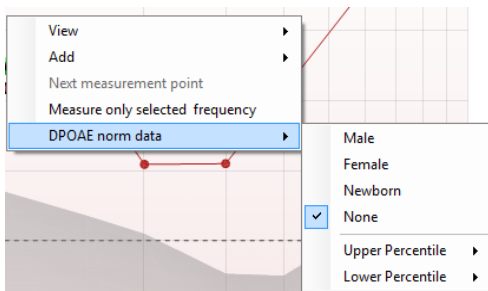 View
Add
Next measurement point
Measure only selected frequency
DPOAE norm data
Male
Female
Newborn
None
Upper Percentile
Lower Percentile